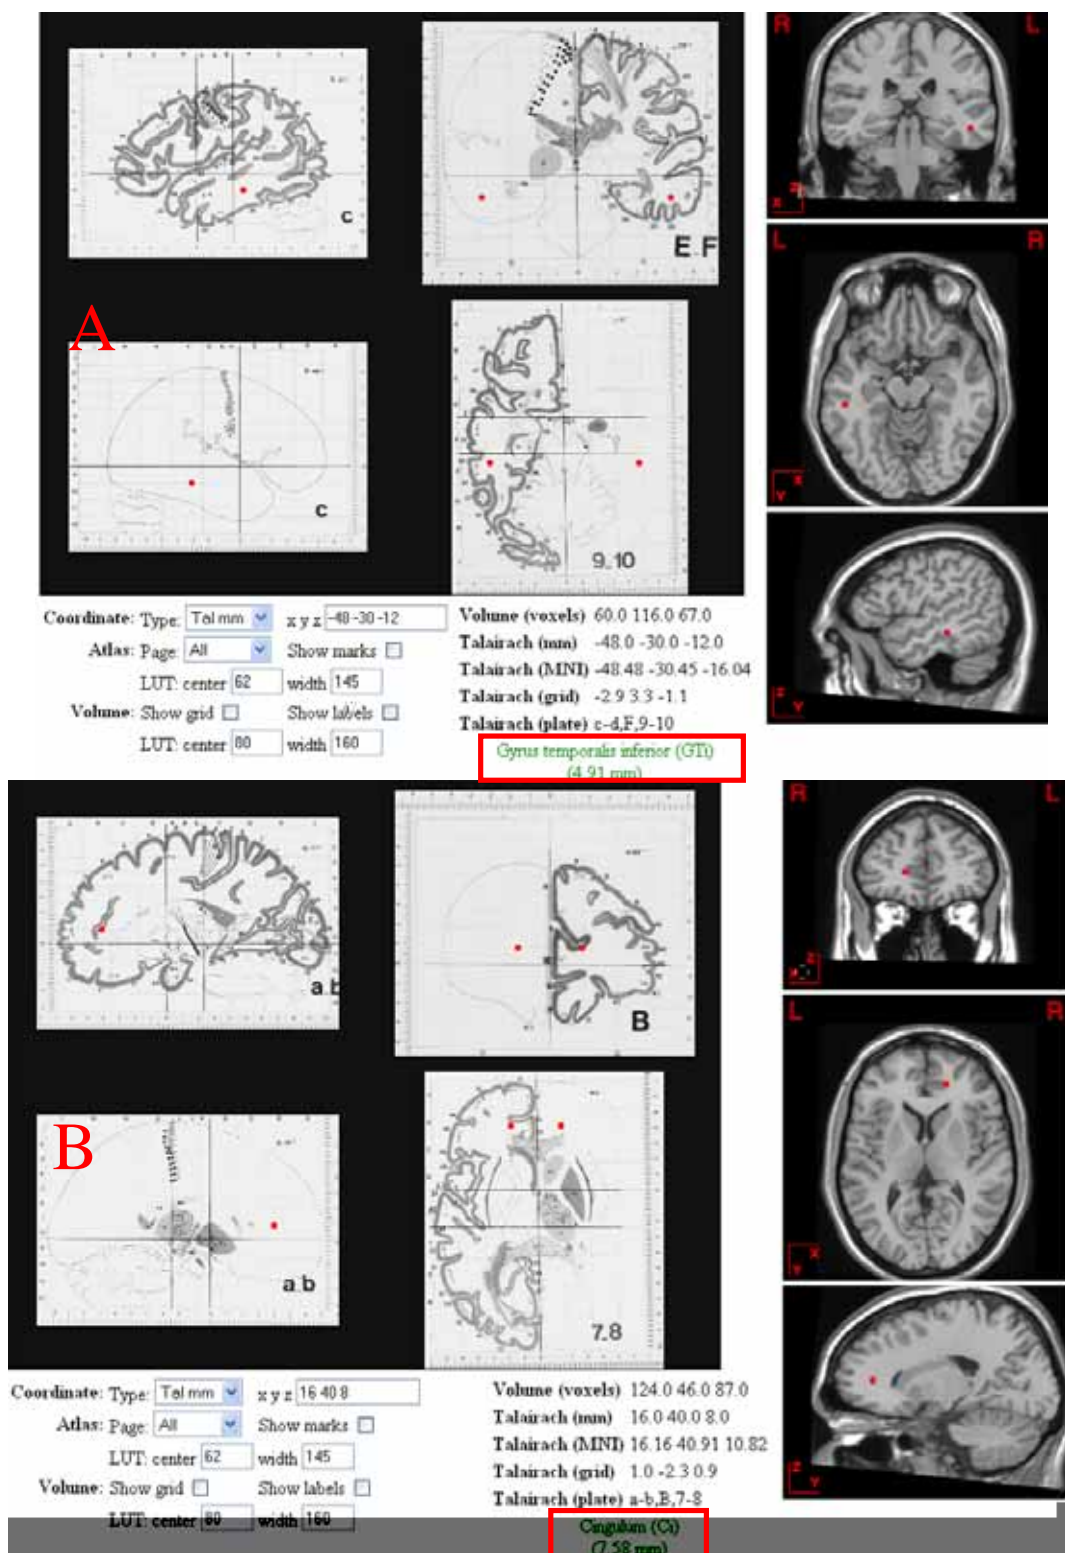 R L
c
E-F
Z
X
L R
A
X
Y
c
9-10
Z
Y
Coordinate: Type: Tal mm x y z -48 -30 -12
Atlas: Page: All Show marks
LUT: center 62 width 145
Volume: Show grid Show labels
LUT: center 80 width 160
Volume (voxels) 60.0 116.0 67.0
Talairach (mm) -48.0 -30.0 -12.0
Talairach (MNI) -48.48 -30.45 -16.04
Talairach (grid) -2.9 3.3 -1.1
Talairach (plate) c-d,F,9-10
Gyrus temporalis inferior (GTi)
(4.91 mm)
R L
a b
B
Z
X
L R
B
a-b
7-8
X
Y
Z
Y
Coordinate: Type: Tal mm x y z 16 40 8
Atlas: Page: All Show marks
LUT: center 62 width 145
Volume: Show grid Show labels
LUT: center 80 width 160
Volume (voxels) 124.0 46.0 87.0
Talairach (mm) 16.0 40.0 8.0
Talairach (MNI) 16.16 40.91 10.82
Talairach (grid) 1.0 -2.3 0.9
Talairach (plate) a-b,B,7-8
Cingulum (Ci)
(7.58 mm)